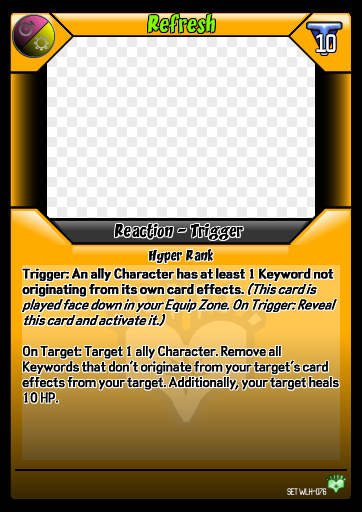 Refresh
10
Reaction - Trigger
Hyper Rank
Trigger: An ally Character has at least 1 Keyword not
originating from its own card effects. (This card is
played face down in your Equip Zone. On Trigger: Reveal
this card and activate it.)
On Target: Target 1 ally Character. Remove all
Keywords that don't originate from your target's card
effects from your target. Additionally, your target heals
10 HP.
SET WLH-076